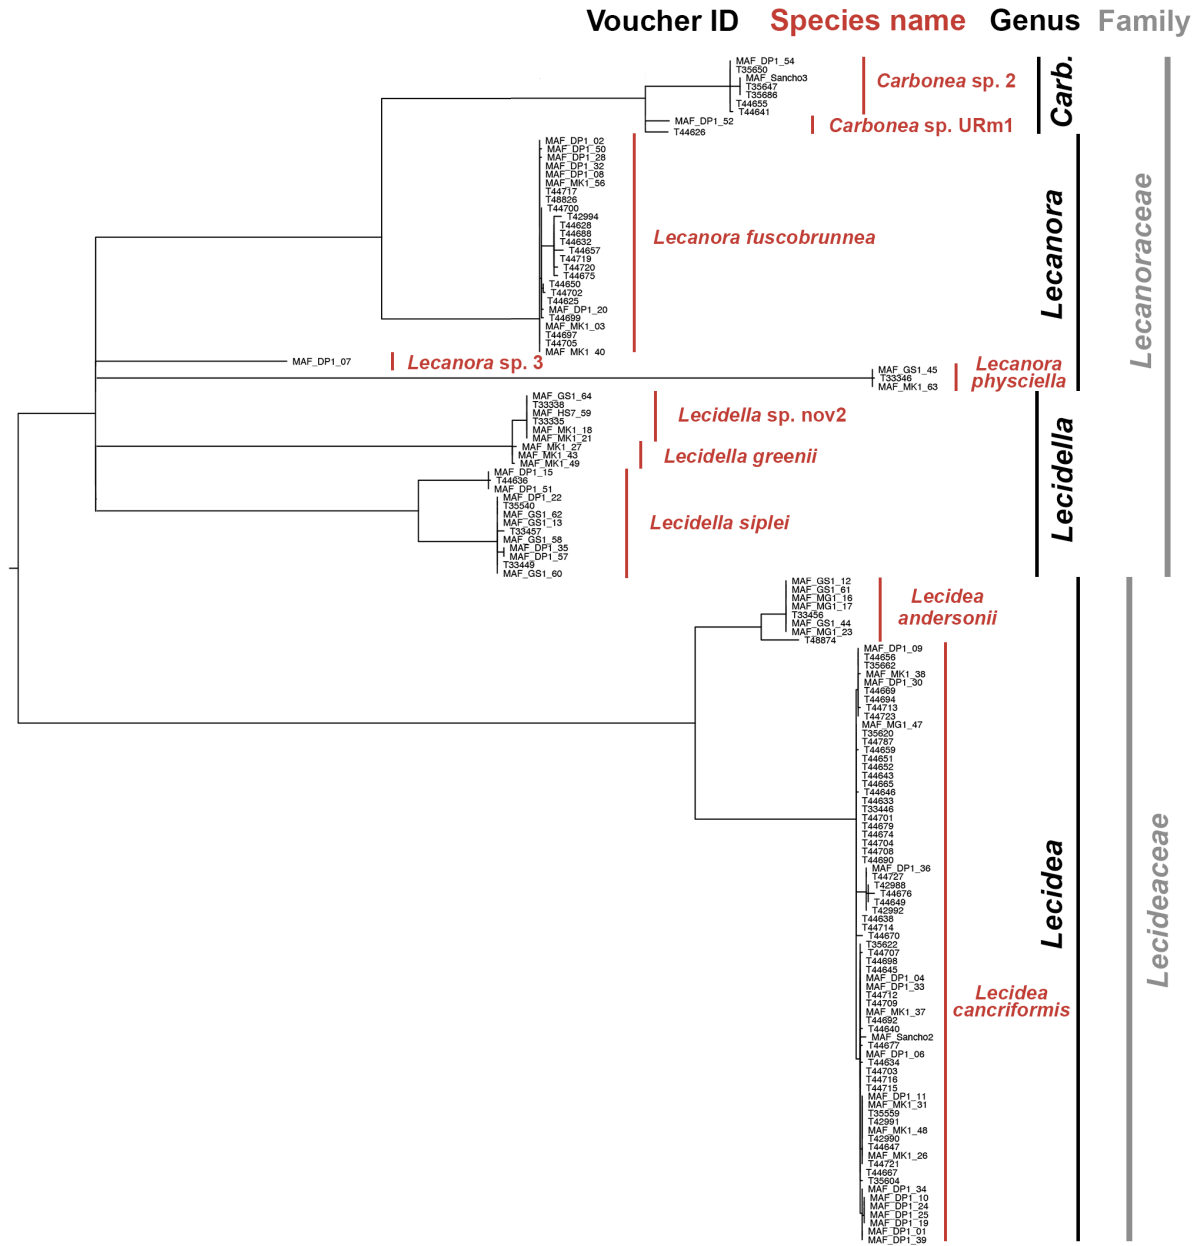 Voucher ID Species name Genus Family
MAF_DP1_54
T35650
MAF_Sancho3
T35647
T35686
T44655
T44641
Carbonea sp. 2
MAF_DP1_52
T44626
Carbonea sp. URm1
Carb.
MAF_DP1_02
MAF_DP1_50
MAF_DP1_28
MAF_DP1_32
MAF_DP1_08
MAF_MK1_56
T44717
T48826
T44700
T42994
T44628
T44688
T44632
T44657
T44719
T44720
T44675
T44650
T44702
T44625
MAF_DP1_20
T44699
MAF_MK1_03
T44697
T44705
MAF_MK1_40
Lecanora fuscobrunnea
MAF_DP1_07
Lecanora sp. 3
MAF_GS1_45
T33346
MAF_MK1_63
Lecanora
physciella
Lecanora
Lecanoraceae
MAF_GS1_64
T33338
MAF_HS7_59
T33335
MAF_MK1_18
MAF_MK1_21
Lecidella sp. nov2
MAF_MK1_27
MAF_MK1_43
MAF_MK1_49
Lecidella greenii
MAF_DP1_15
T44636
MAF_DP1_51
MAF_DP1_22
T35540
MAF_GS1_62
MAF_GS1_13
T33457
MAF_GS1_58
MAF_DP1_35
MAF_DP1_57
T33449
MAF_GS1_60
Lecidella siplei
Lecidella
MAF_GS1_12
MAF_GS1_61
MAF_MG1_16
MAF_MG1_17
T33456
MAF_GS1_44
MAF_MG1_23
T48874
Lecidea
andersonii
MAF_DP1_09
T44656
T35662
MAF_MK1_38
MAF_DP1_30
T44669
T44694
T44713
T44723
MAF_MG1_47
T35620
T44787
T44659
T44651
T44652
T44643
T44665
T44646
T44633
T33446
T44701
T44679
T44674
T44704
T44708
T44690
MAF_DP1_36
T44727
T42988
T44676
T44649
T42992
T44638
T44714
T44670
T35622
T44707
T44698
T44645
MAF_DP1_04
MAF_DP1_33
T44712
T44709
MAF_MK1_37
T44692
T44640
MAF_Sancho2
T44677
MAF_DP1_06
T44634
T44703
T44716
T44715
MAF_DP1_11
MAF_MK1_31
T35559
T42991
MAF_MK1_48
T42990
T44647
MAF_MK1_26
T44721
T44667
T35604
MAF_DP1_34
MAF_DP1_10
MAF_DP1_24
MAF_DP1_25
MAF_DP1_19
MAF_DP1_01
MAF_DP1_39
Lecidea
cancriformis
Lecidea
Lecideaceae